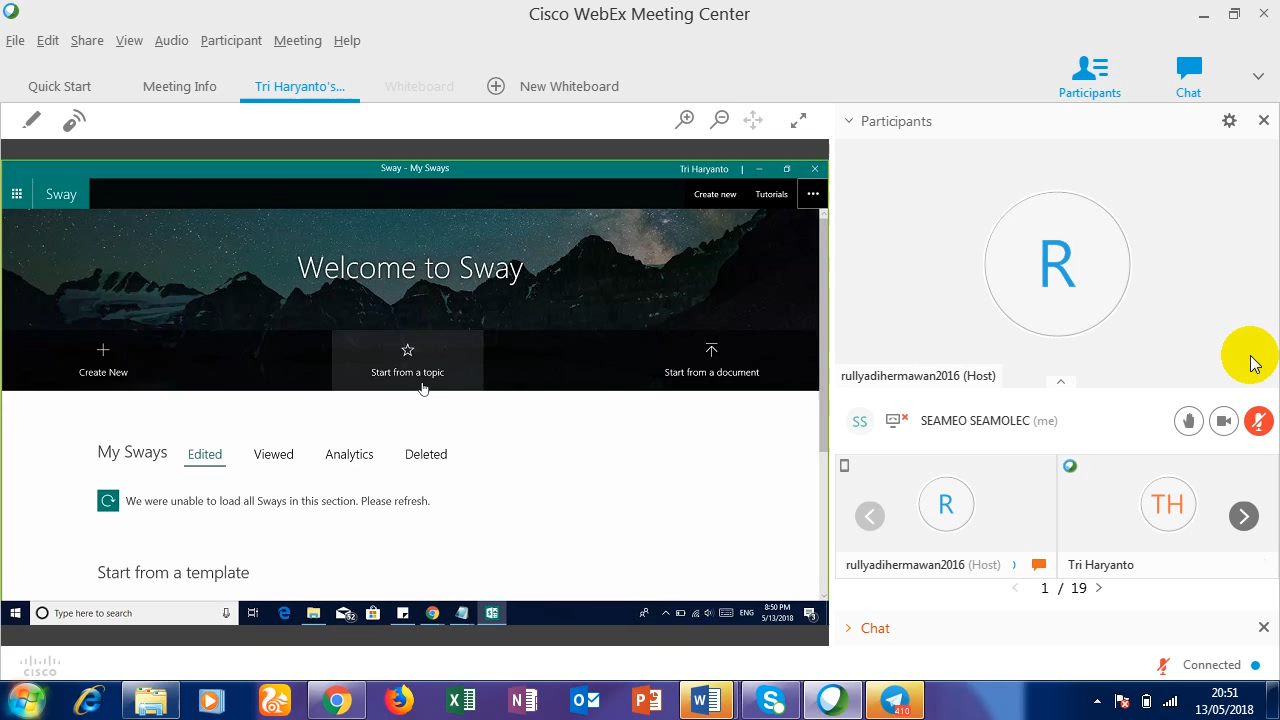 Cisco WebEx Meeting Center
File Edit Share View Audio Participant Meeting Help
Quick Start Meeting Info Tri Haryanto's... Whiteboard New Whiteboard
Participants Chat
Participants
Sway - My Sways Tri Haryanto
Sway Create new Tutorials
Welcome to Sway
Create New Start from a topic Start from a document
My Sways Edited Viewed Analytics Deleted
We were unable to load all Sways in this section. Please refresh.
Start from a template
Type here to search
52
ENG
8:50 PM
5/13/2018
3
R
rullyadihermawan2016 (Host)
SS SEAMEO SEAMOLEC (me)
R TH
rullyadihermawan2016 (Host) Tri Haryanto
1 / 19
Chat
cisco
Connected
410
20:51
13/05/2018